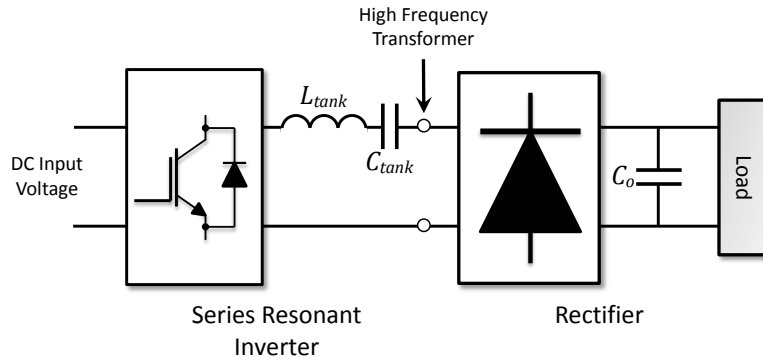 High Frequency
Transformer
L_tank
C_tank
DC Input
Voltage
C_o
Load
Series Resonant
Inverter
Rectifier